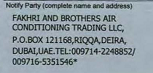 Notify Party (complete name and address)
FAKHRI AND BROTHERS AIR
CONDITIONING TRADING LLC,
P.O.BOX 121168,RIQQA,DEIRA,
DUBAI,UAE.TEL:009714-2248852/
009716-5351546*